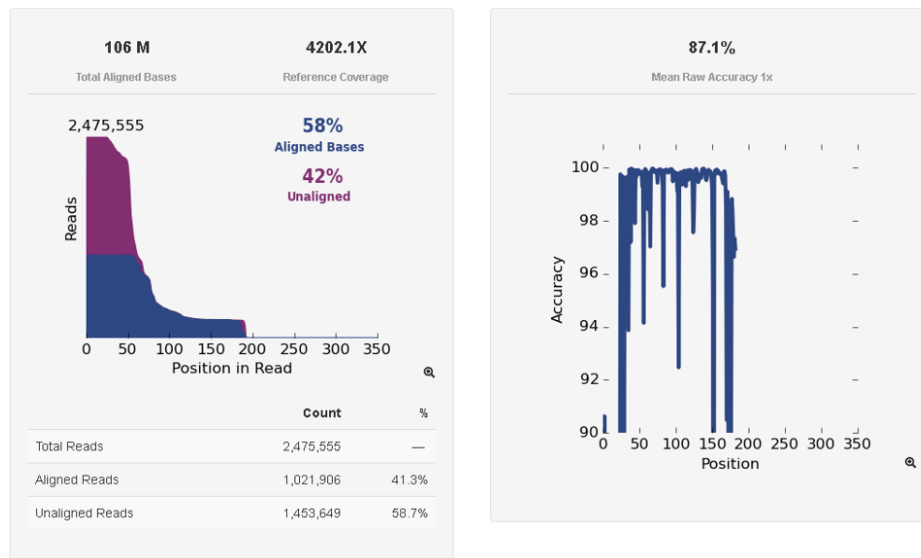 106 M
4202.1X
Total Aligned Bases
Reference Coverage
2,475,555
58%
Aligned Bases
42%
Unaligned
Reads
0 50 100 150 200 250 300 350
Position in Read
Count %
Total Reads 2,475,555 —
Aligned Reads 1,021,906 41.3%
Unaligned Reads 1,453,649 58.7%
87.1%
Mean Raw Accuracy 1x
100
98
96
94
92
90
Accuracy
0 50 100 150 200 250 300 350
Position